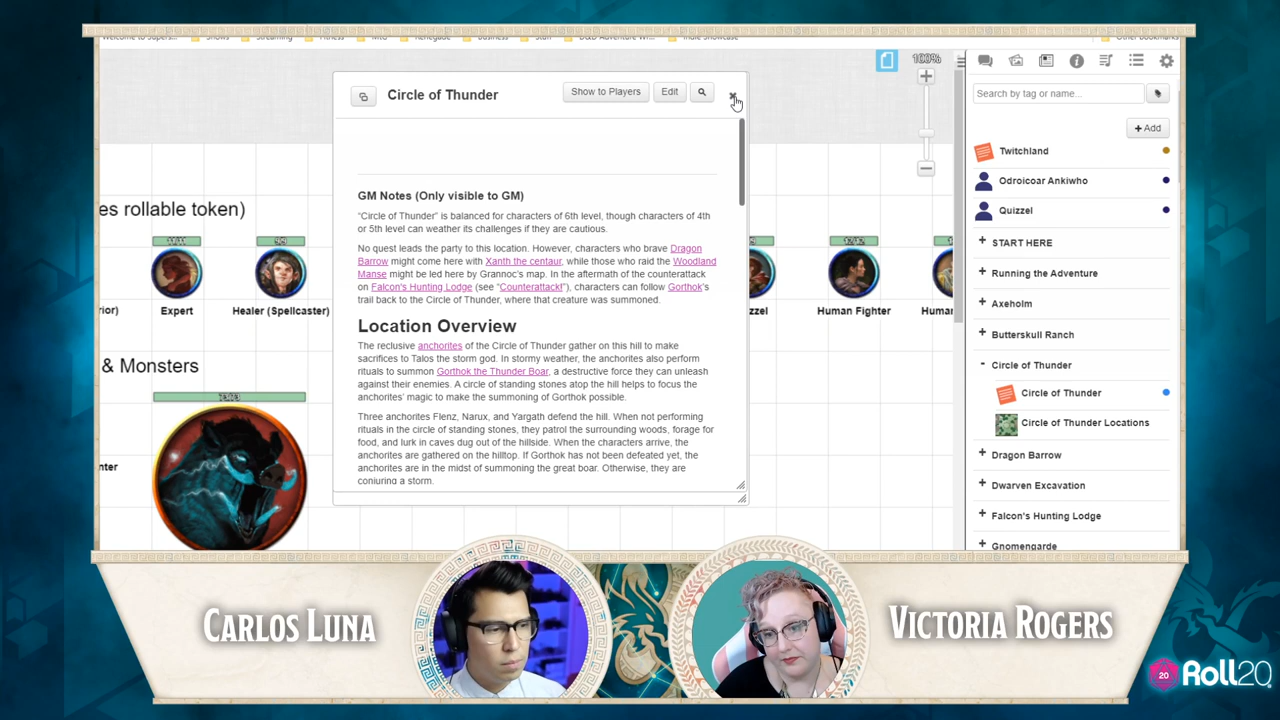 Circle of Thunder
Show to Players
Edit
100%
Search by tag or name...
+ Add
GM Notes (Only visible to GM)
“Circle of Thunder” is balanced for characters of 6th level, though characters of 4th
or 5th level can weather its challenges if they are cautious.
No quest leads the party to this location. However, characters who brave Dragon
Barrow might come here with Xanth the centaur, while those who raid the Woodland
Manse might be led here by Grannoc's map. In the aftermath of the counterattack
on Falcon's Hunting Lodge (see “Counterattack!”), characters can follow Gorthok's
trail back to the Circle of Thunder, where that creature was summoned.
Location Overview
The reclusive anchorites of the Circle of Thunder gather on this hill to make
sacrifices to Talos the storm god. In stormy weather, the anchorites also perform
rituals to summon Gorthok the Thunder Boar, a destructive force they can unleash
against their enemies. A circle of standing stones atop the hill helps to focus the
anchorites' magic to make the summoning of Gorthok possible.
Three anchorites Flenz, Narux, and Yargath defend the hill. When not performing
rituals in the circle of standing stones, they patrol the surrounding woods, forage for
food, and lurk in caves dug out of the hillside. When the characters arrive, the
anchorites are gathered on the hilltop. If Gorthok has not been defeated yet, the
anchorites are in the midst of summoning the great boar. Otherwise, they are
conjuring a storm.
es rollable token)
Expert
Healer (Spellcaster)
Human Fighter
& Monsters
Twitchland
Odroicoar Ankiwho
Quizzel
+ START HERE
+ Running the Adventure
+ Axeholm
+ Butterskull Ranch
- Circle of Thunder
Circle of Thunder
Circle of Thunder Locations
+ Dragon Barrow
+ Dwarven Excavation
+ Falcon's Hunting Lodge
+ Gnomengarde
CARLOS LUNA
VICTORIA ROGERS
20
Roll20